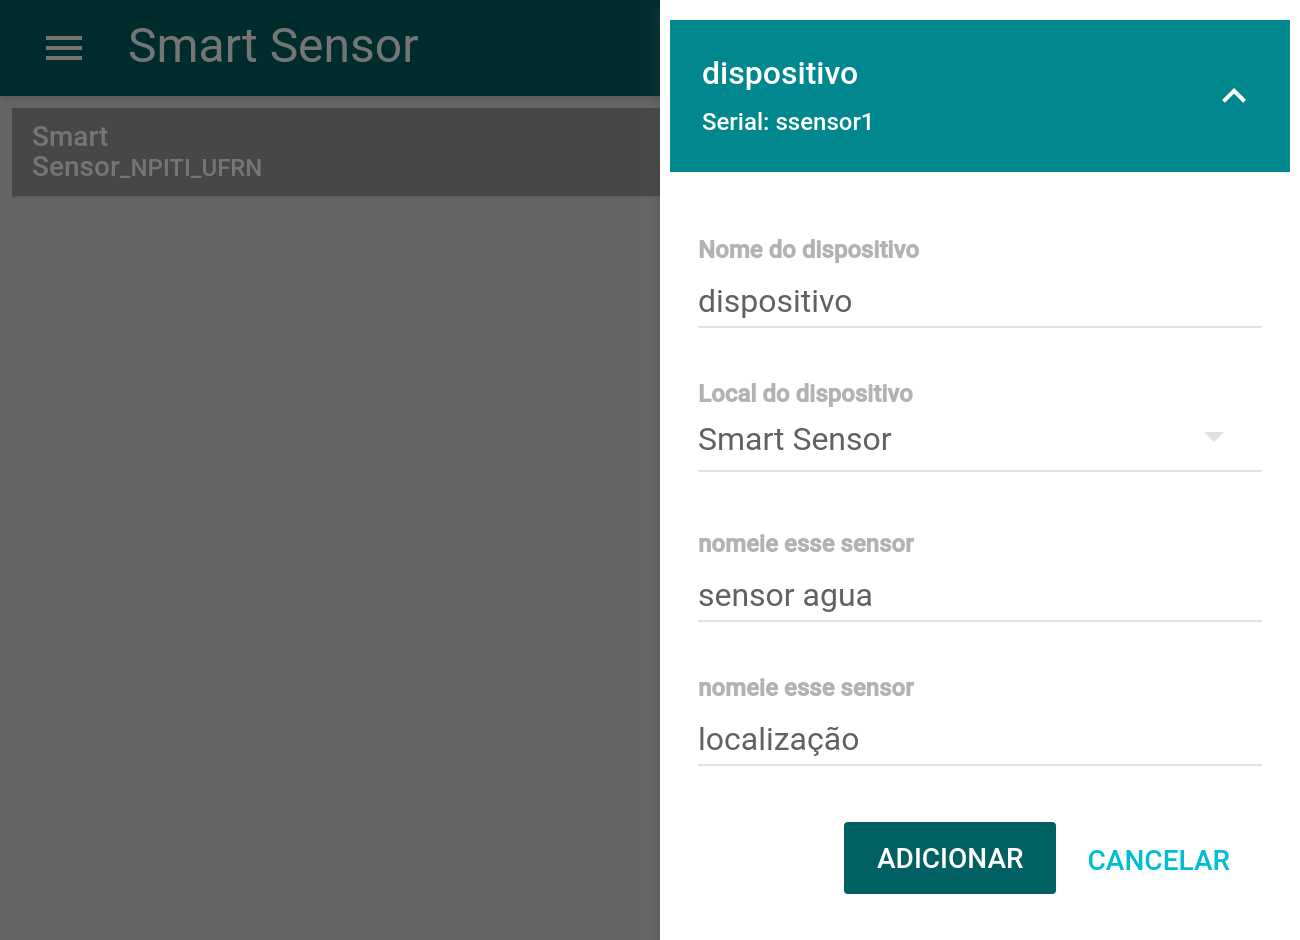 Smart Sensor
Smart
Sensor_NPITI_UFRN
dispositivo
Serial: ssensor1
Nome do dispositivo
dispositivo
Local do dispositivo
Smart Sensor
nomeie esse sensor
sensor agua
nomeie esse sensor
localização
ADICIONAR CANCELAR